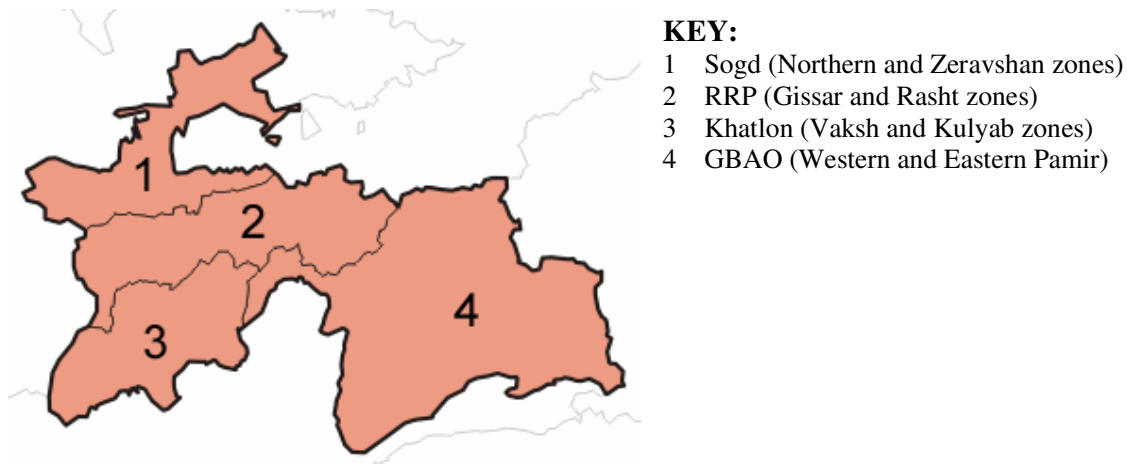 KEY:
1 Sogd (Northern and Zeravshan zones)
2 RRP (Gissar and Rasht zones)
3 Khatlon (Vaksh and Kulyab zones)
4 GBAO (Western and Eastern Pamir)
1
2
3
4